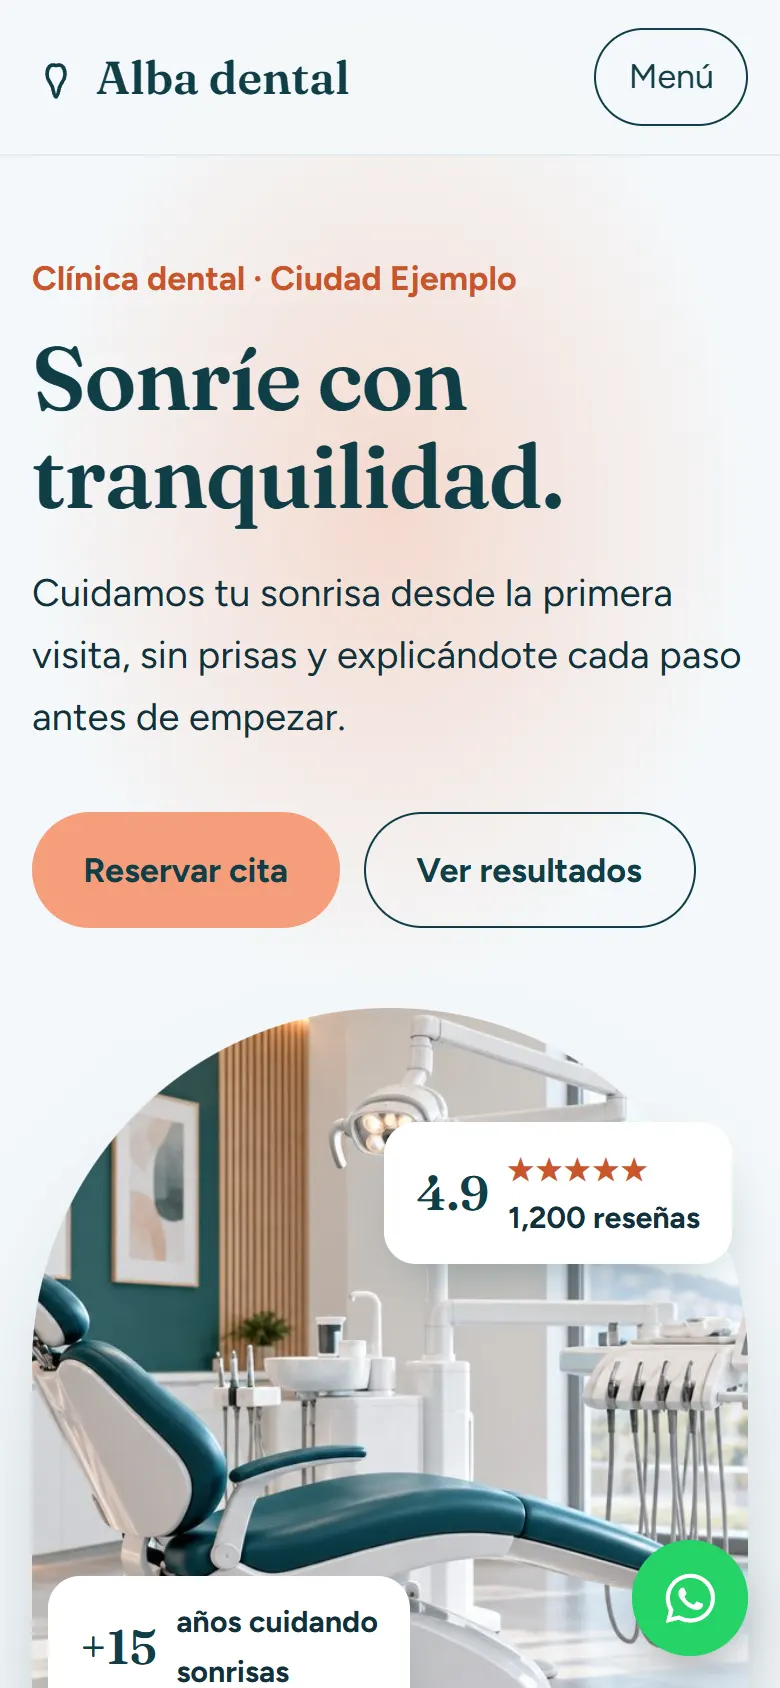 Alba dental
Menú
Clínica dental · Ciudad Ejemplo
Sonríe con
tranquilidad.
Cuidamos tu sonrisa desde la primera
visita, sin prisas y explicándote cada paso
antes de empezar.
Reservar cita
Ver resultados
4.9
★★★★★
1,200 reseñas
+15
años cuidando
sonrisas